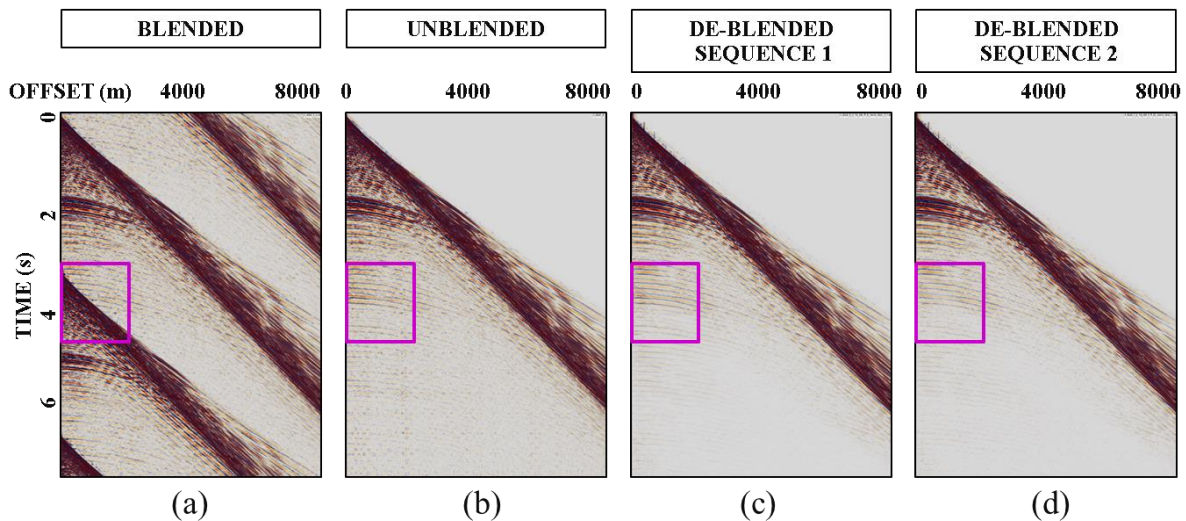 BLENDED
UNBLENDED
DE-BLENDED
SEQUENCE 1
DE-BLENDED
SEQUENCE 2
OFFSET (m) 4000 8000
0 4000 8000
0 4000 8000
0 4000 8000
TIME (s)
0
2
4
6
(a)
(b)
(c)
(d)